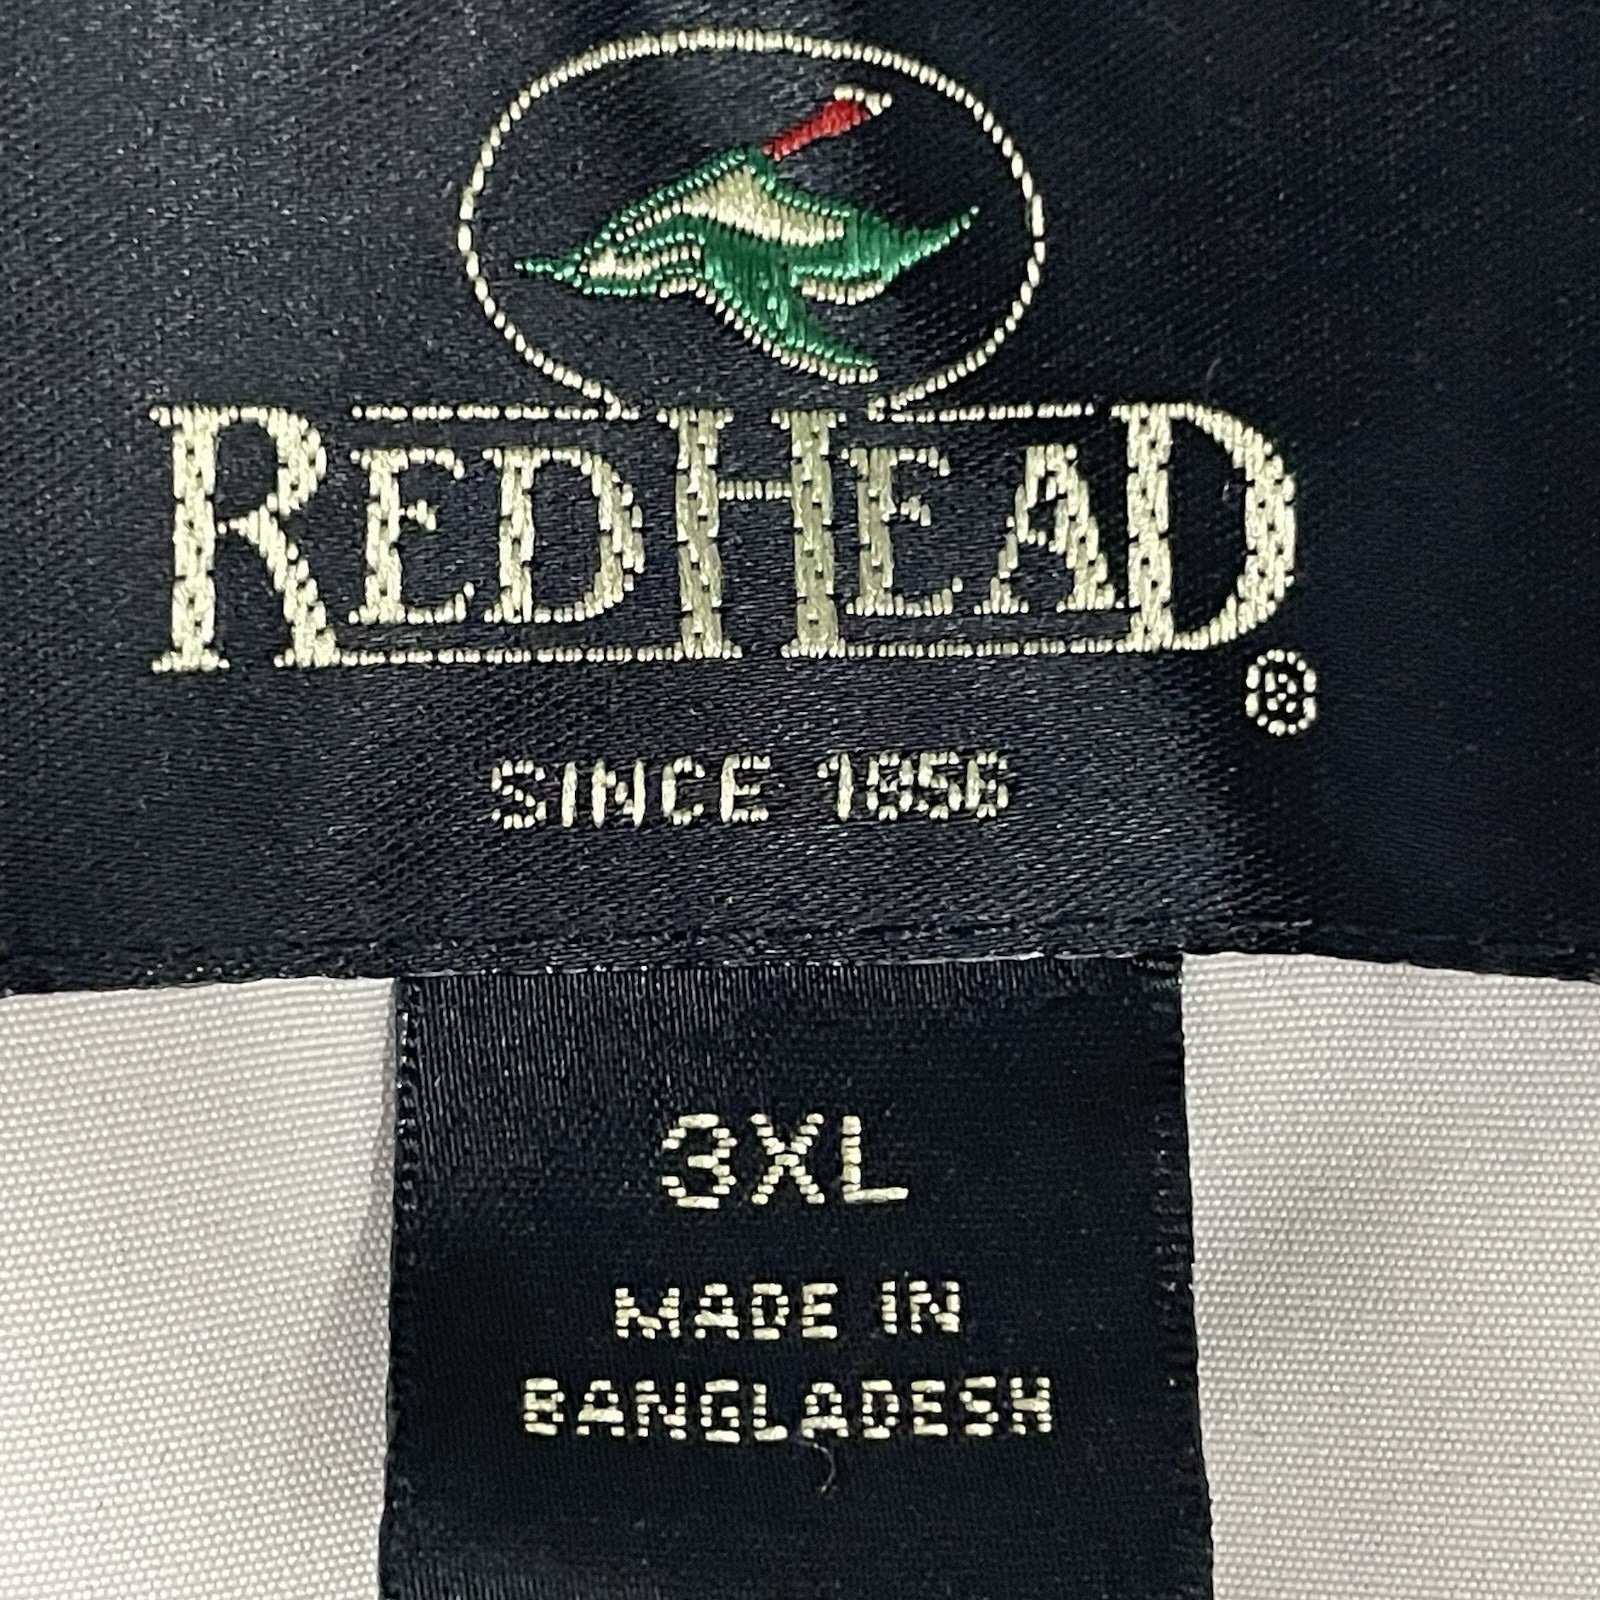 REDHEAD®
SINCE 1856
3XL
MADE IN
BANGLADESH